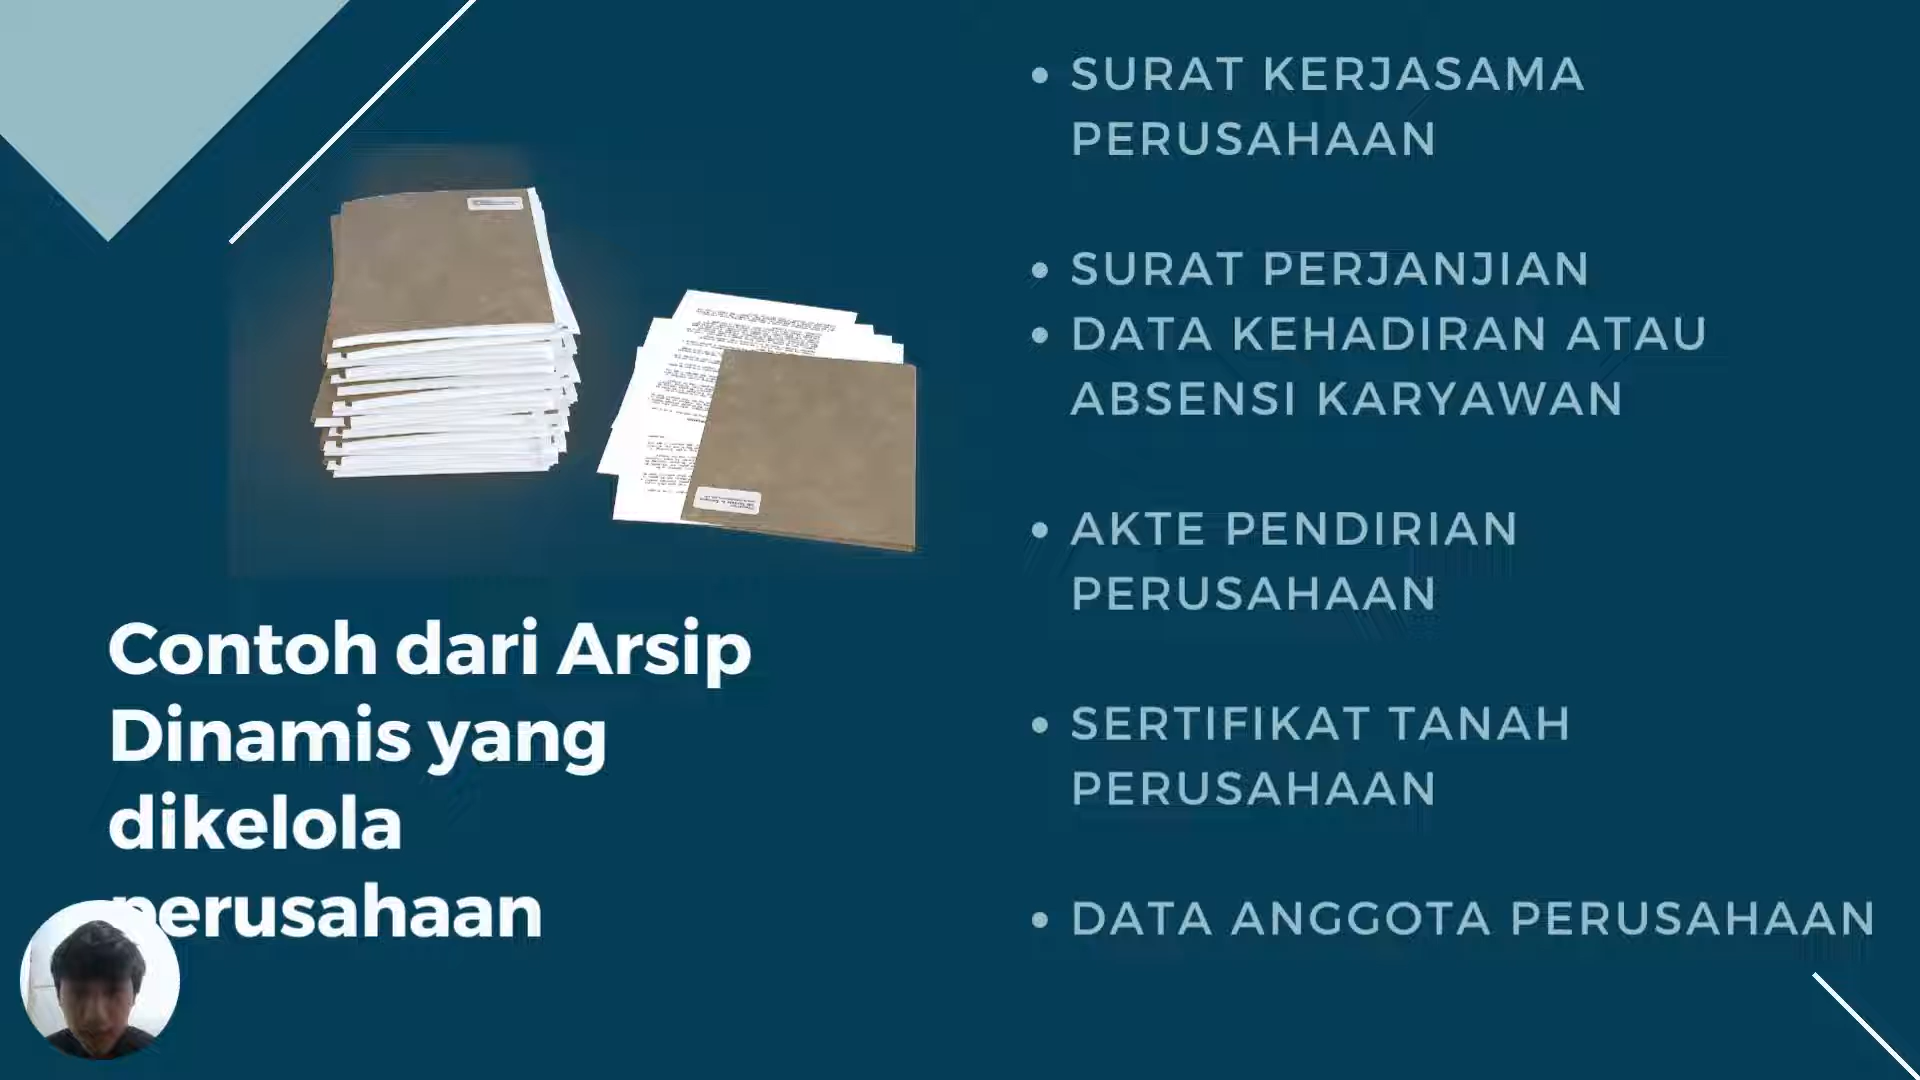 Contoh dari Arsip
Dinamis yang
dikelola
perusahaan
• SURAT KERJASAMA
PERUSAHAAN
• SURAT PERJANJIAN
• DATA KEHADIRAN ATAU
ABSENSI KARYAWAN
• AKTE PENDIRIAN
PERUSAHAAN
• SERTIFIKAT TANAH
PERUSAHAAN
• DATA ANGGOTA PERUSAHAAN